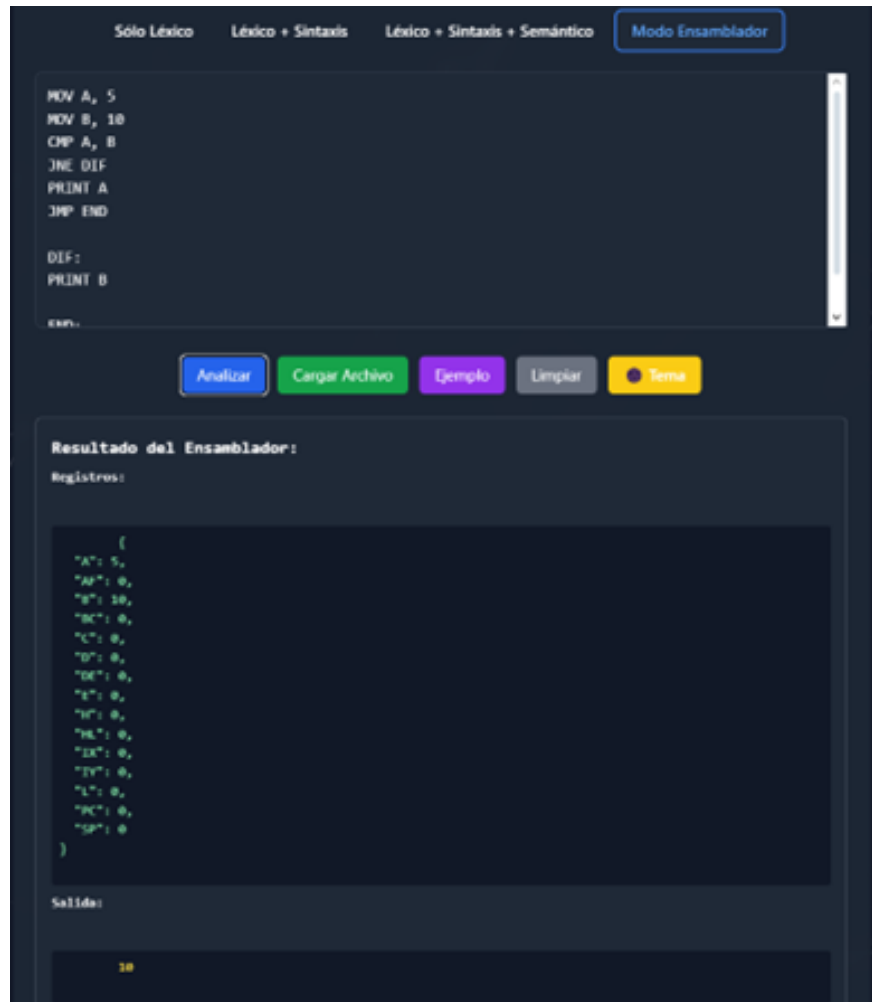 Sólo Léxico Léxico + Sintaxis Léxico + Sintaxis + Semántico Modo Ensamblador
MOV A, 5
MOV B, 10
CMP A, B
JNE DIF
PRINT A
JMP END
DIF:
PRINT B
END:
Analizar Cargar Archivo Ejemplo Limpiar Tema
Resultado del Ensamblador:
Registros:
{
"A": 5,
"AF": 0,
"B": 10,
"BC": 0,
"C": 0,
"D": 0,
"DE": 0,
"E": 0,
"H": 0,
"HL": 0,
"IX": 0,
"IY": 0,
"L": 0,
"PC": 0,
"SP": 0
}
Salida:
10